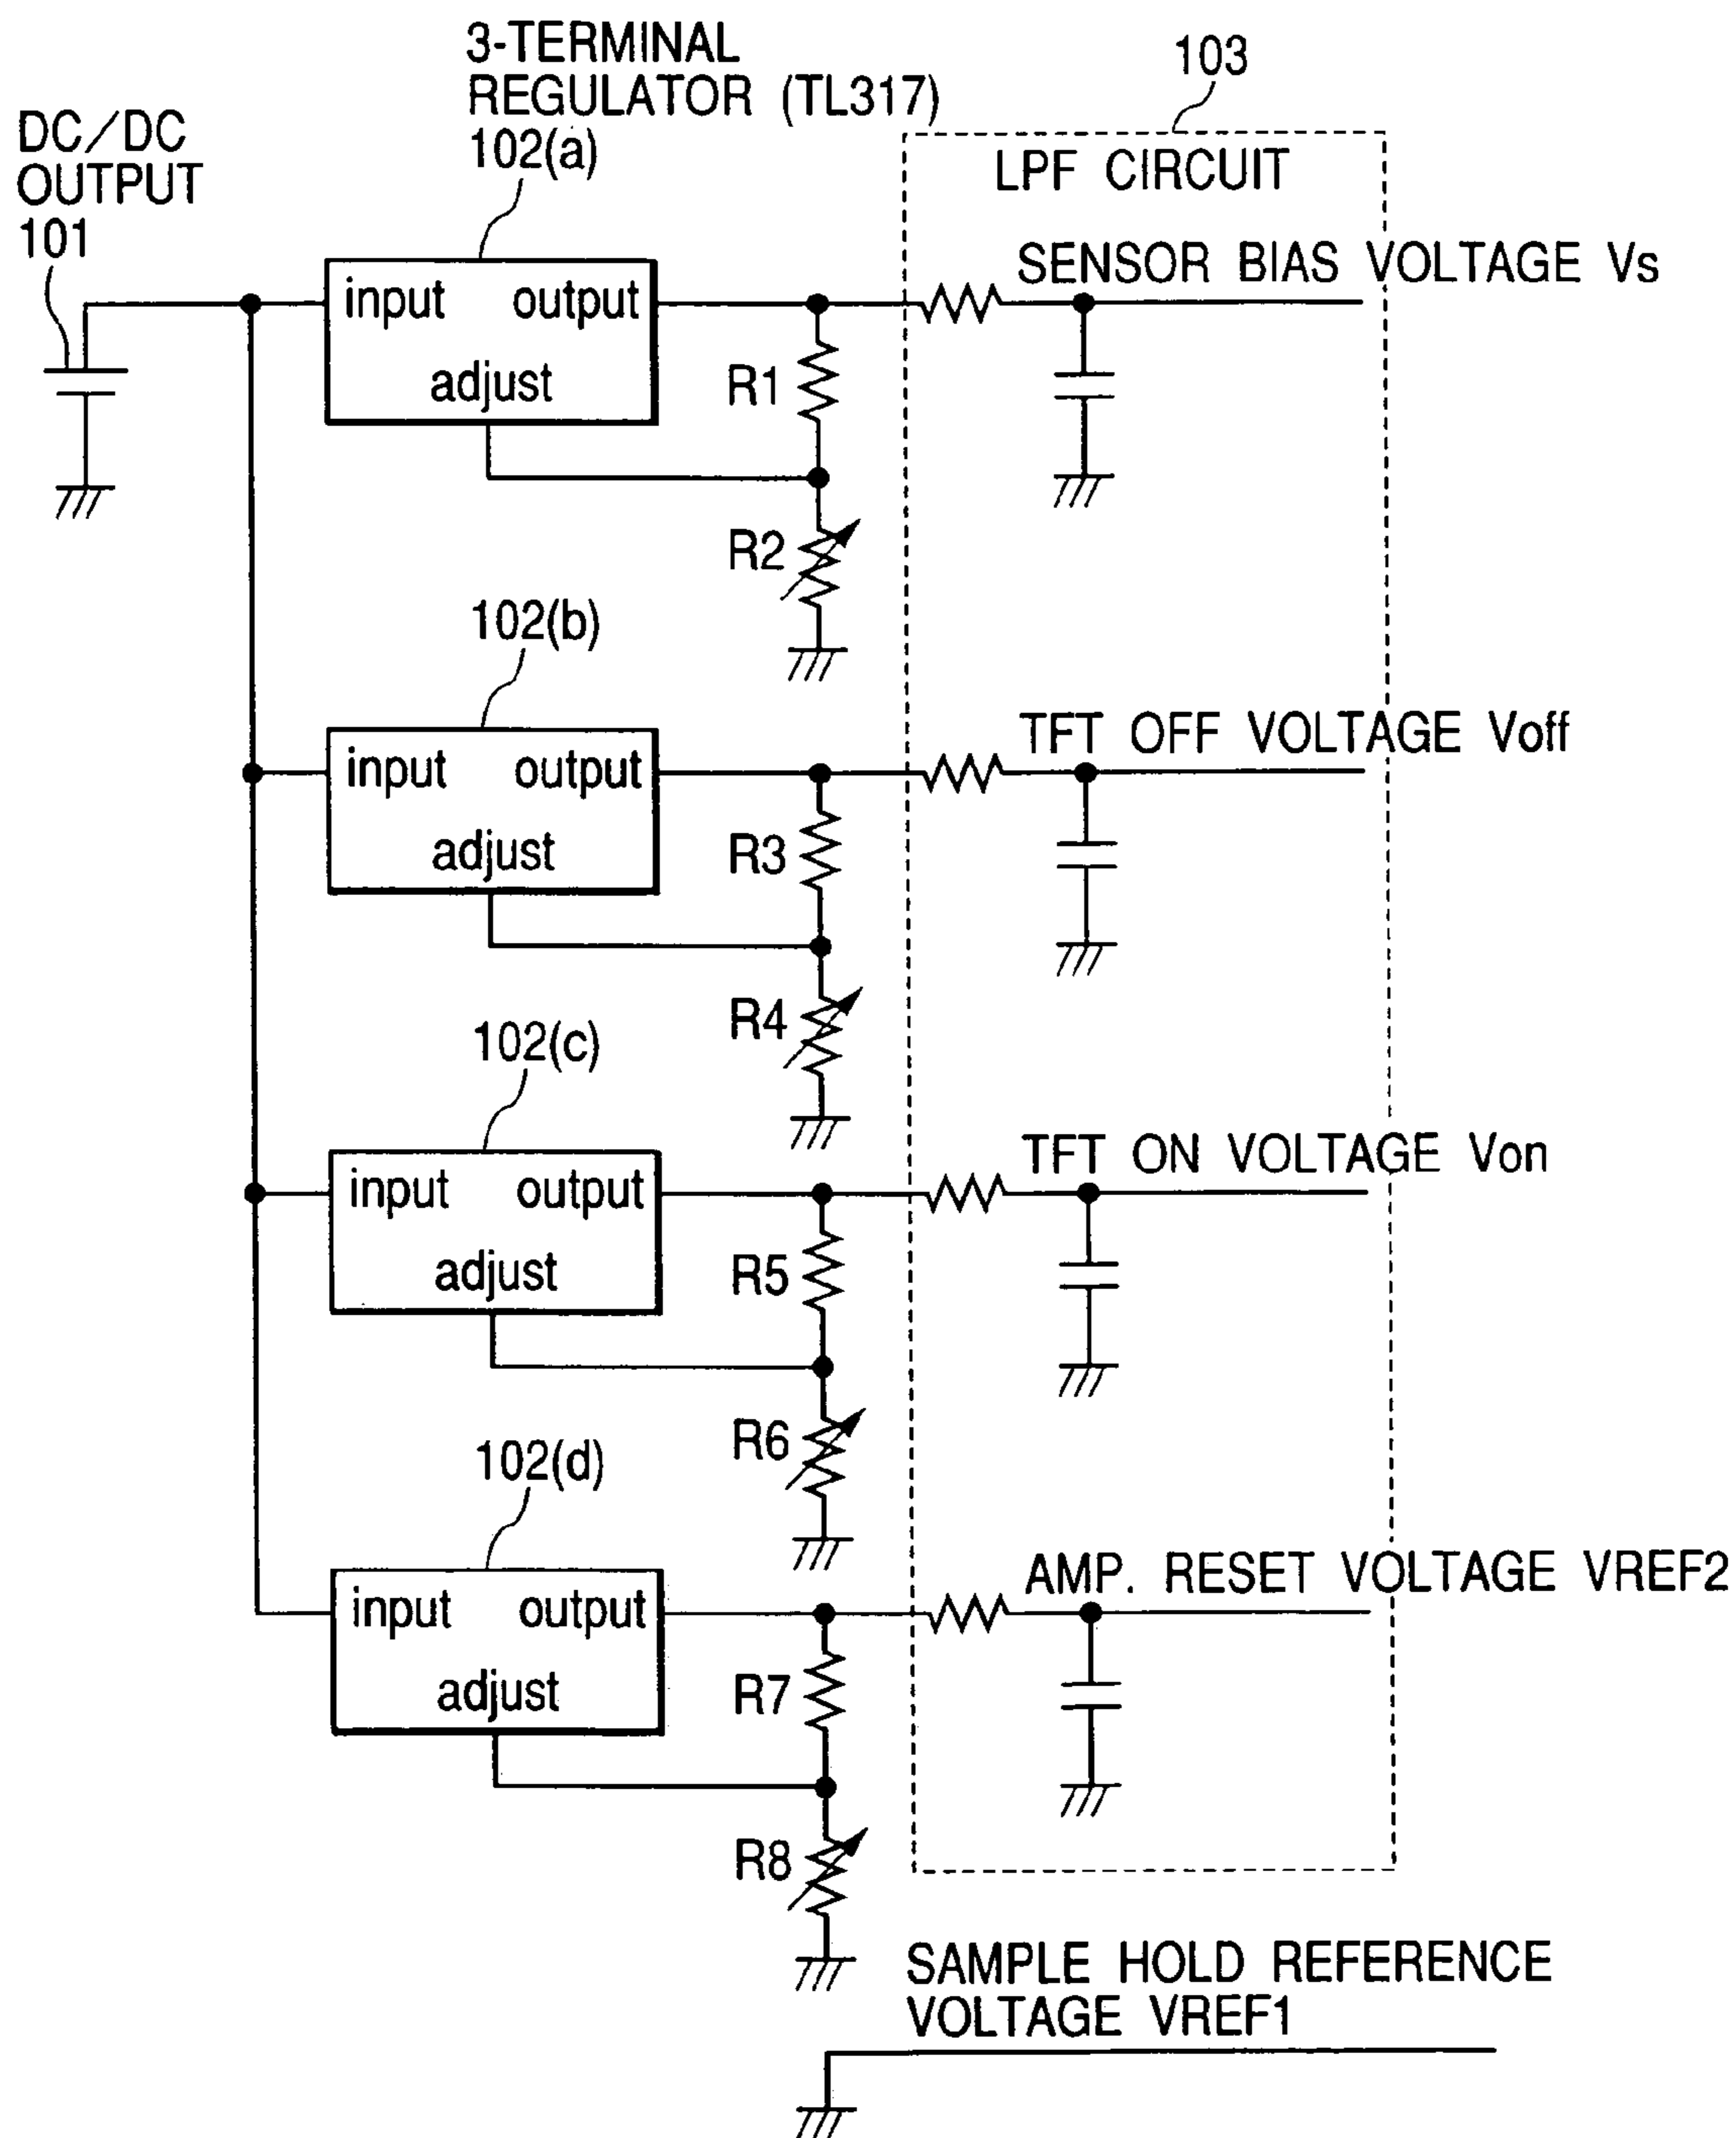 3-TERMINAL
REGULATOR (TL317)
102(a)
103
DC/DC
OUTPUT
101
LPF CIRCUIT
SENSOR BIAS VOLTAGE Vs
input output
adjust
R1
R2
102(b)
TFT OFF VOLTAGE Voff
input output
adjust
R3
R4
102(c)
TFT ON VOLTAGE Von
input output
adjust
R5
R6
102(d)
AMP. RESET VOLTAGE VREF2
input output
adjust
R7
R8
SAMPLE HOLD REFERENCE
VOLTAGE VREF1